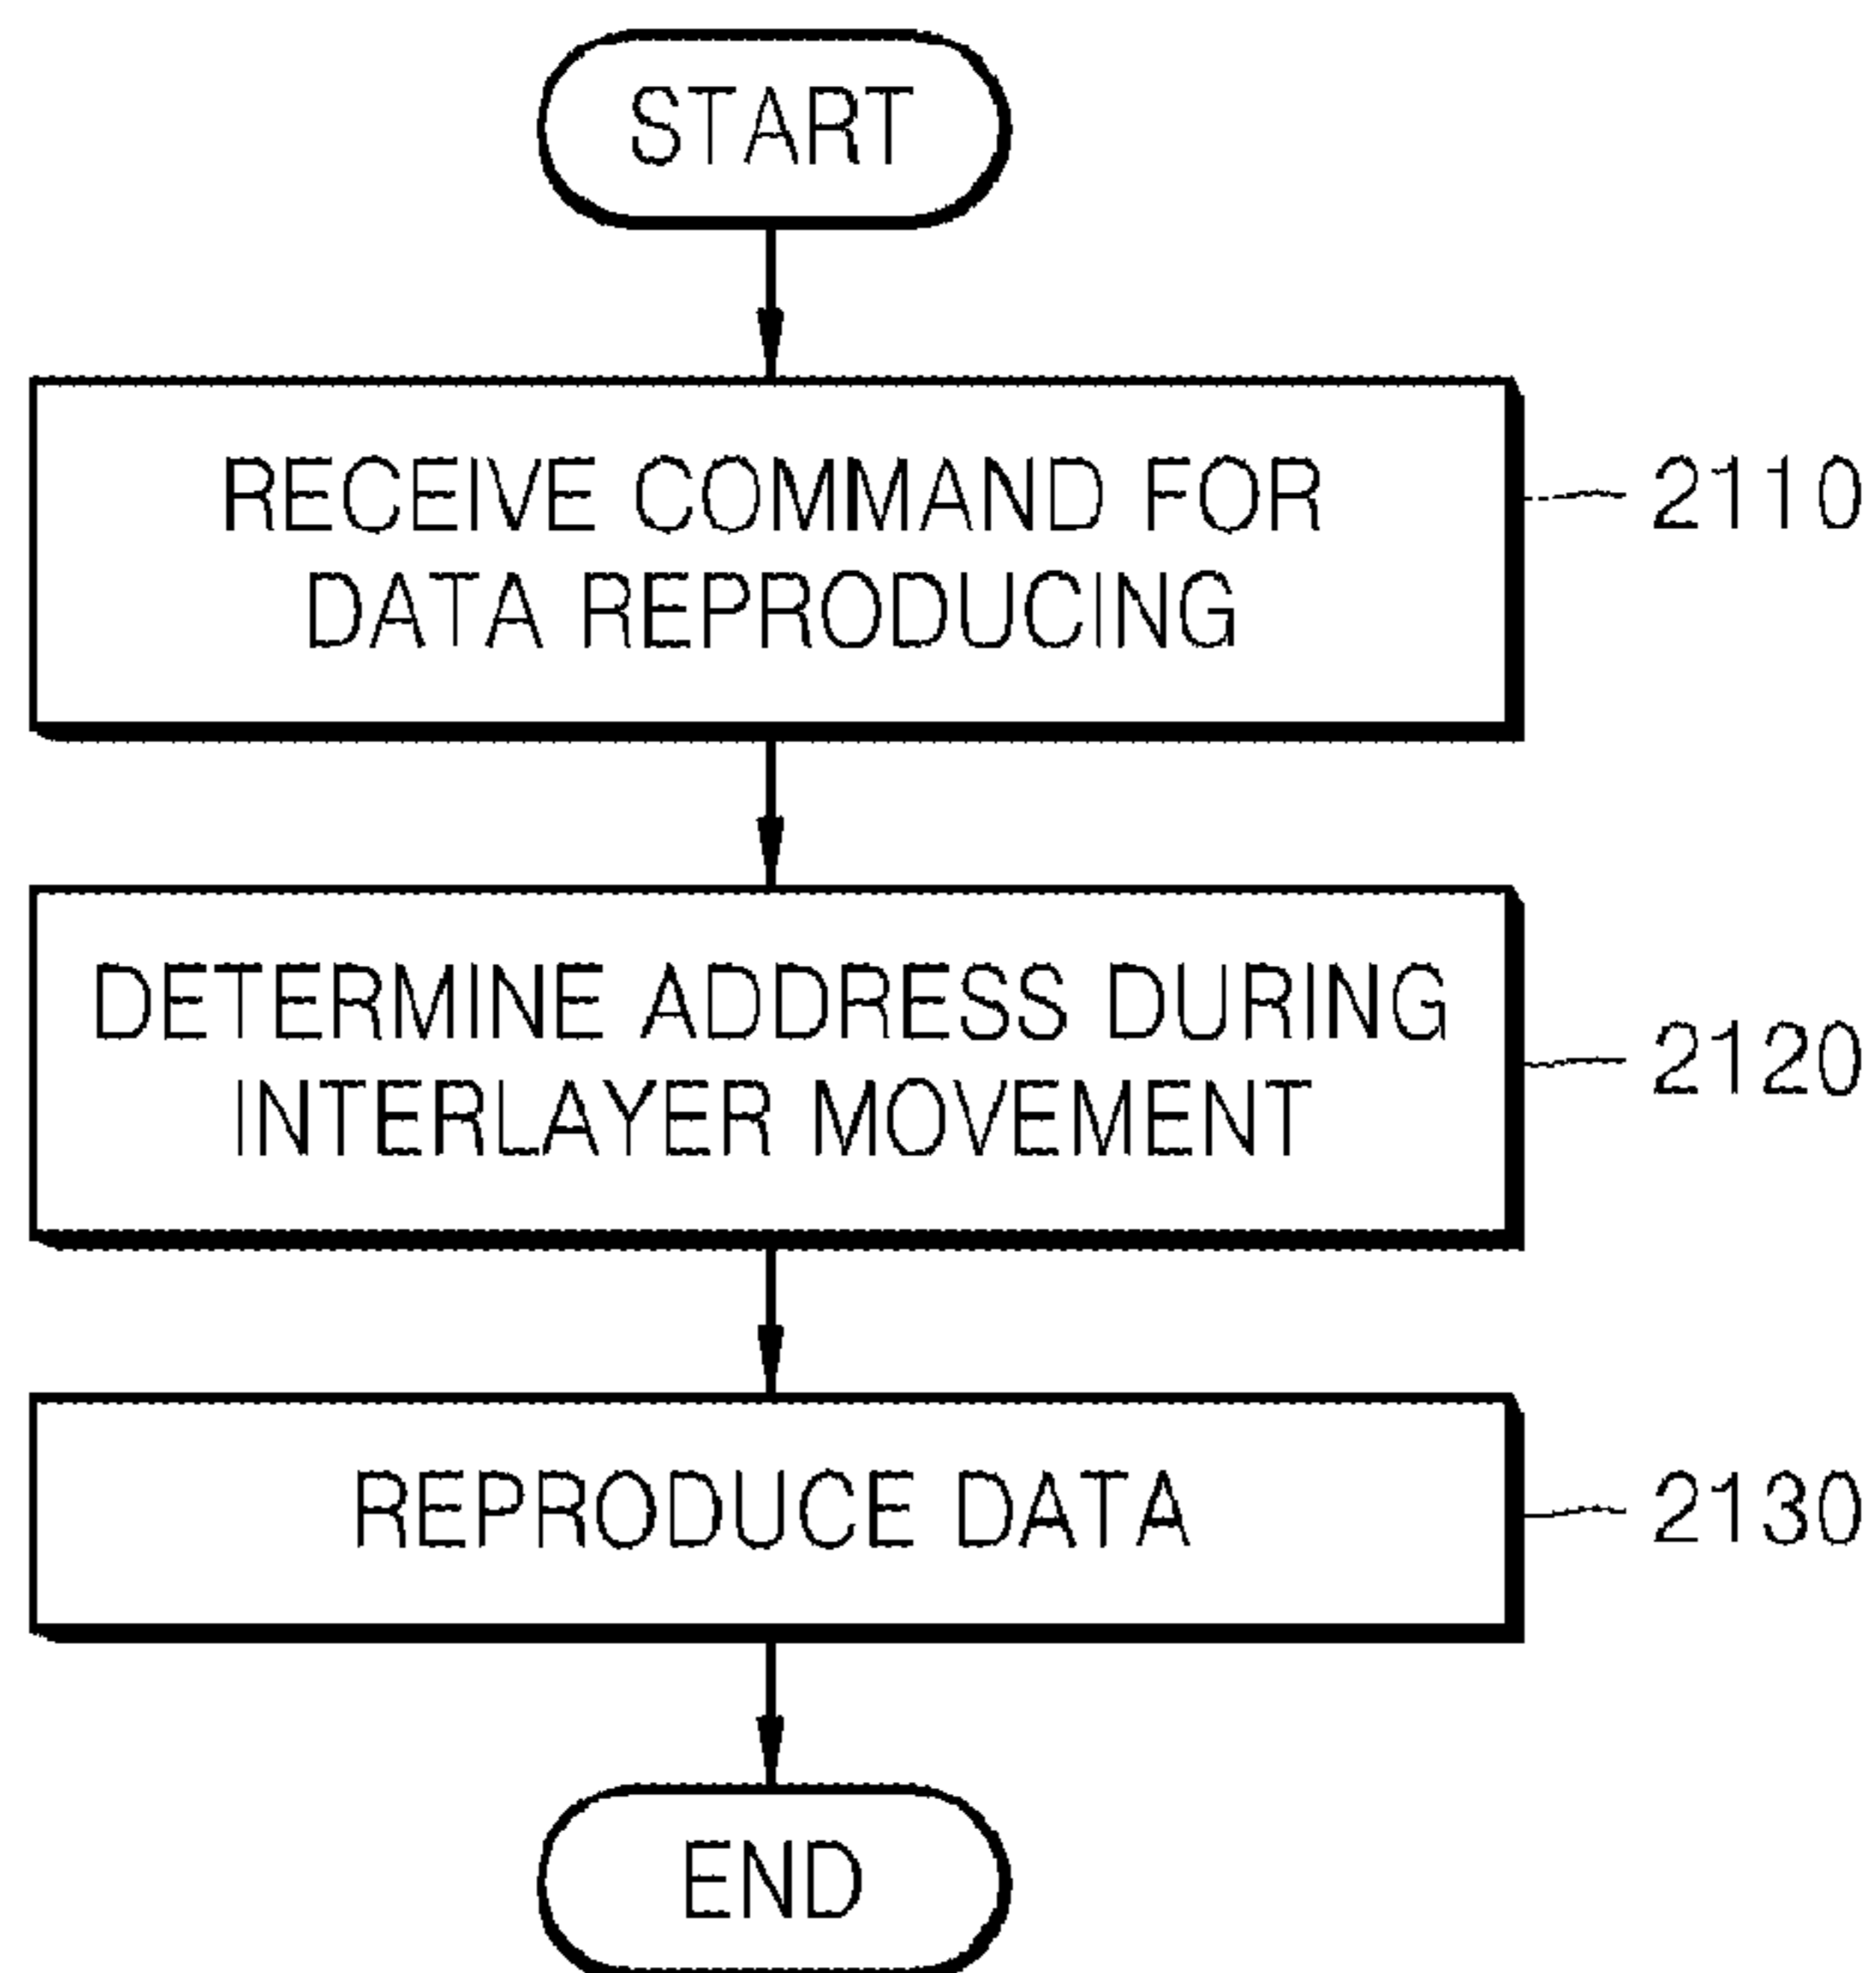 START
RECEIVE COMMAND FOR
DATA REPRODUCING
2110
DETERMINE ADDRESS DURING
INTERLAYER MOVEMENT
2120
REPRODUCE DATA
2130
END